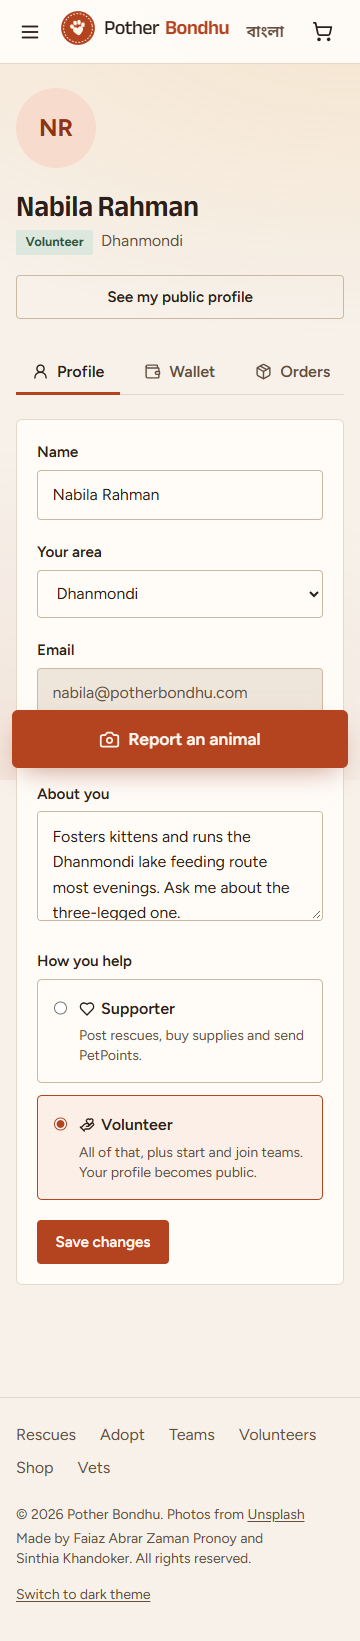 Pother Bondhu বাংলা
NR
Nabila Rahman
Volunteer Dhanmondi
See my public profile
Profile Wallet Orders
Name
Nabila Rahman
Your area
Dhanmondi
Email
nabila@potherbondhu.com
Report an animal
About you
Fosters kittens and runs the
Dhanmondi lake feeding route
most evenings. Ask me about the
three-legged one.
How you help
Supporter
Post rescues, buy supplies and send
PetPoints.
Volunteer
All of that, plus start and join teams.
Your profile becomes public.
Save changes
Rescues Adopt Teams Volunteers
Shop Vets
© 2026 Pother Bondhu. Photos from Unsplash
Made by Faiaz Abrar Zaman Pronoy and
Sinthia Khandoker. All rights reserved.
Switch to dark theme